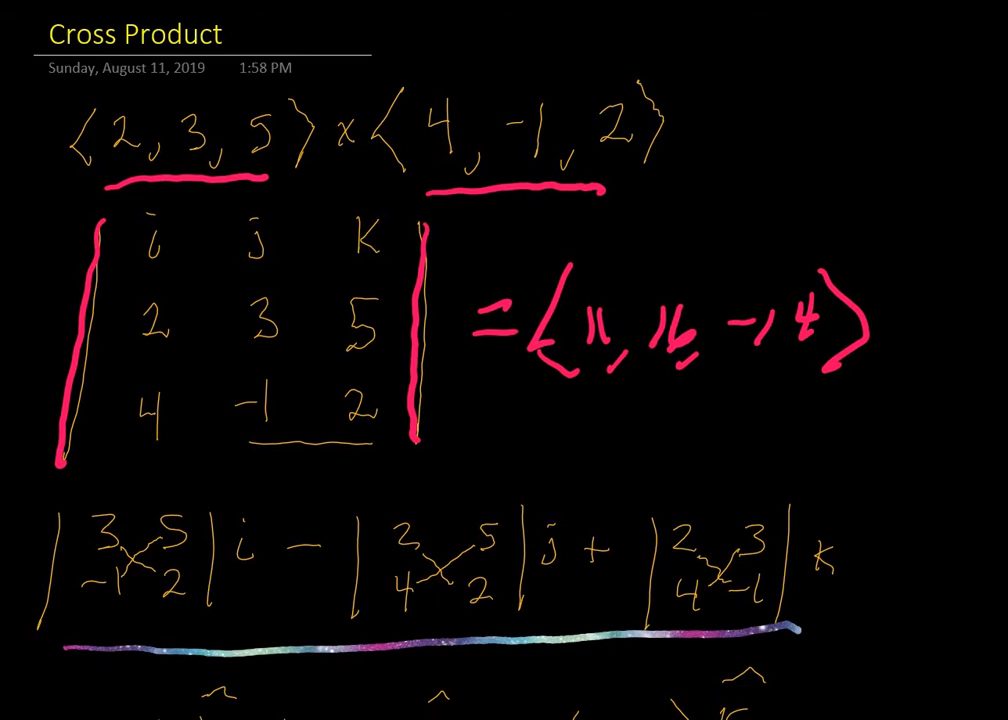 Cross Product
Sunday, August 11, 2019 1:58 PM
⟨2, 3, 5⟩ x ⟨4, -1, 2⟩
| i j k |
| 2 3 5 | = ⟨11, 16, -14⟩
| 4 -1 2 |
| 3 5 | i - | 2 5 | j + | 2 3 | k
| -1 2 | | 4 2 | | 4 -1 |